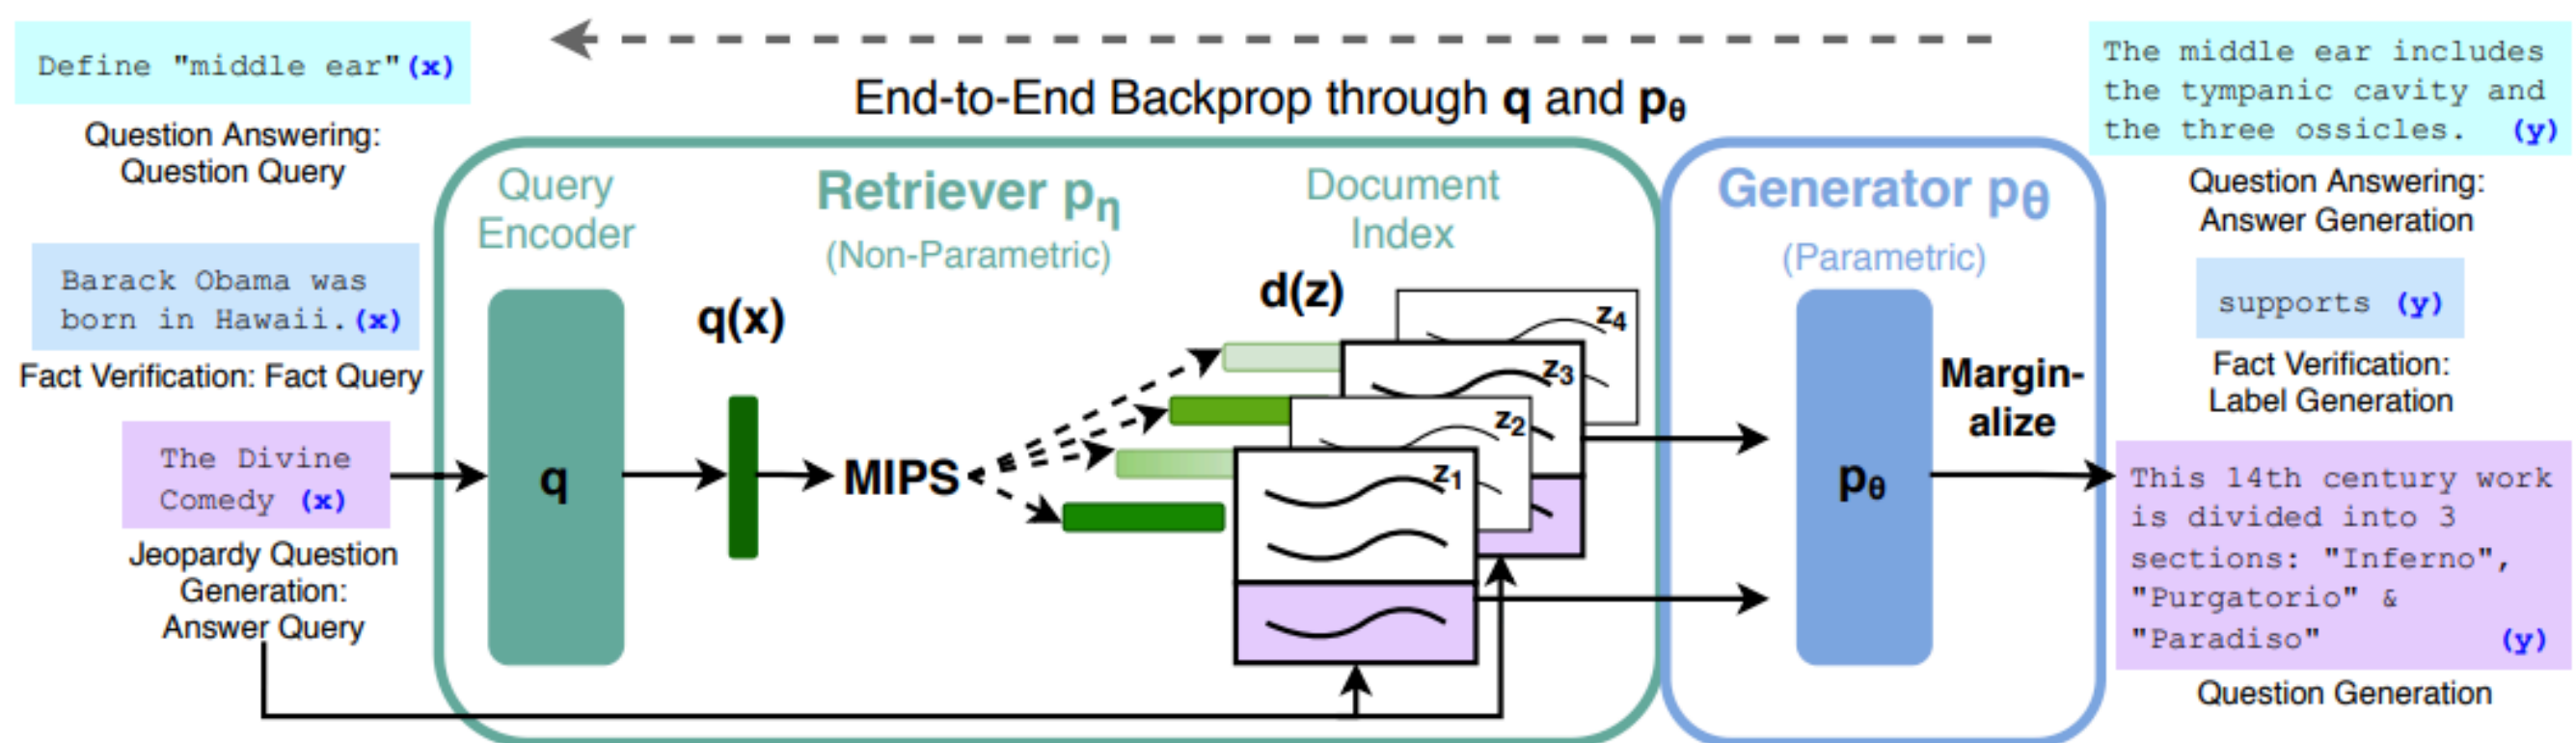 Define "middle ear"(x)
Question Answering:
Question Query
Barack Obama was
born in Hawaii.(x)
Fact Verification: Fact Query
The Divine
Comedy (x)
Jeopardy Question
Generation:
Answer Query
End-to-End Backprop through q and pθ
Query
Encoder
Retriever pη
(Non-Parametric)
Document
Index
q
q(x)
MIPS
d(z)
z4
z3
z2
z1
Generator pθ
(Parametric)
pθ
Margin-
alize
The middle ear includes
the tympanic cavity and
the three ossicles. (y)
Question Answering:
Answer Generation
supports (y)
Fact Verification:
Label Generation
This 14th century work
is divided into 3
sections: "Inferno",
"Purgatorio" &
"Paradiso" (y)
Question Generation